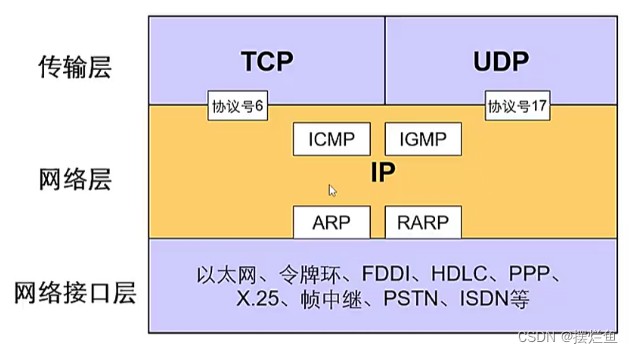 传输层
TCP
UDP
协议号6
协议号17
ICMP
IGMP
网络层
IP
ARP
RARP
网络接口层
以太网、令牌环、FDDI、HDLC、PPP、
X.25、帧中继、PSTN、ISDN等
CSDN @摆烂鱼